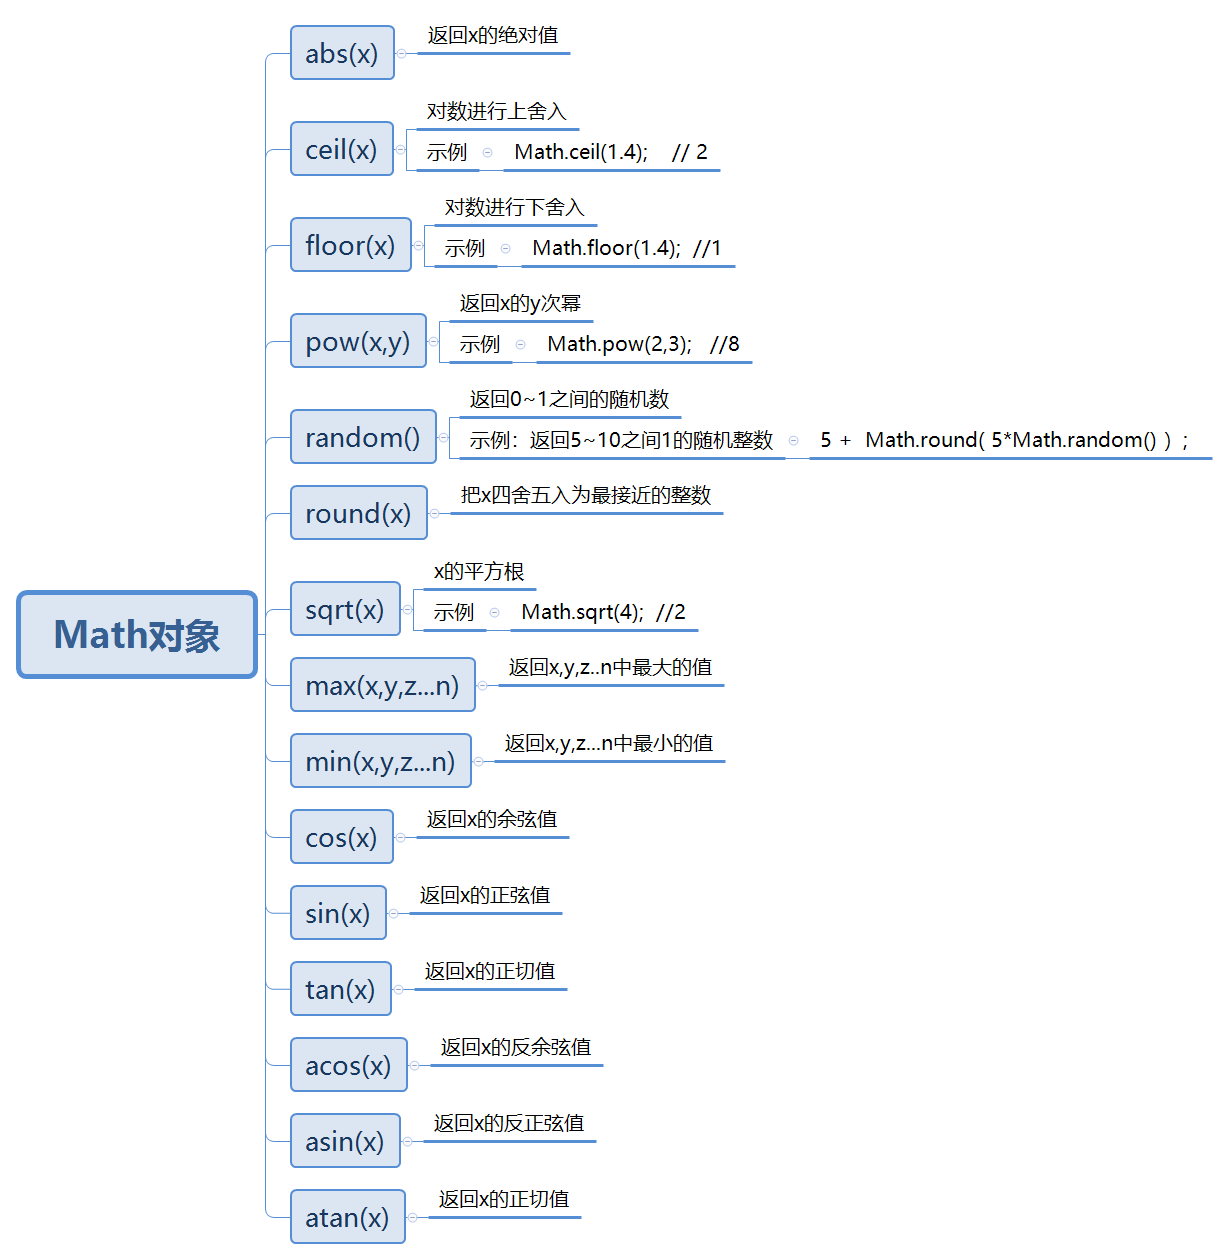 Math对象
abs(x)
返回x的绝对值
ceil(x)
对数进行上舍入
示例 Math.ceil(1.4); // 2
floor(x)
对数进行下舍入
示例 Math.floor(1.4); //1
pow(x,y)
返回x的y次幂
示例 Math.pow(2,3); //8
random()
返回0~1之间的随机数
示例：返回5~10之间1的随机整数 5 + Math.round( 5*Math.random() ) ;
round(x)
把x四舍五入为最接近的整数
sqrt(x)
x的平方根
示例 Math.sqrt(4); //2
max(x,y,z...n)
返回x,y,z..n中最大的值
min(x,y,z...n)
返回x,y,z...n中最小的值
cos(x)
返回x的余弦值
sin(x)
返回x的正弦值
tan(x)
返回x的正切值
acos(x)
返回x的反余弦值
asin(x)
返回x的反正弦值
atan(x)
返回x的正切值